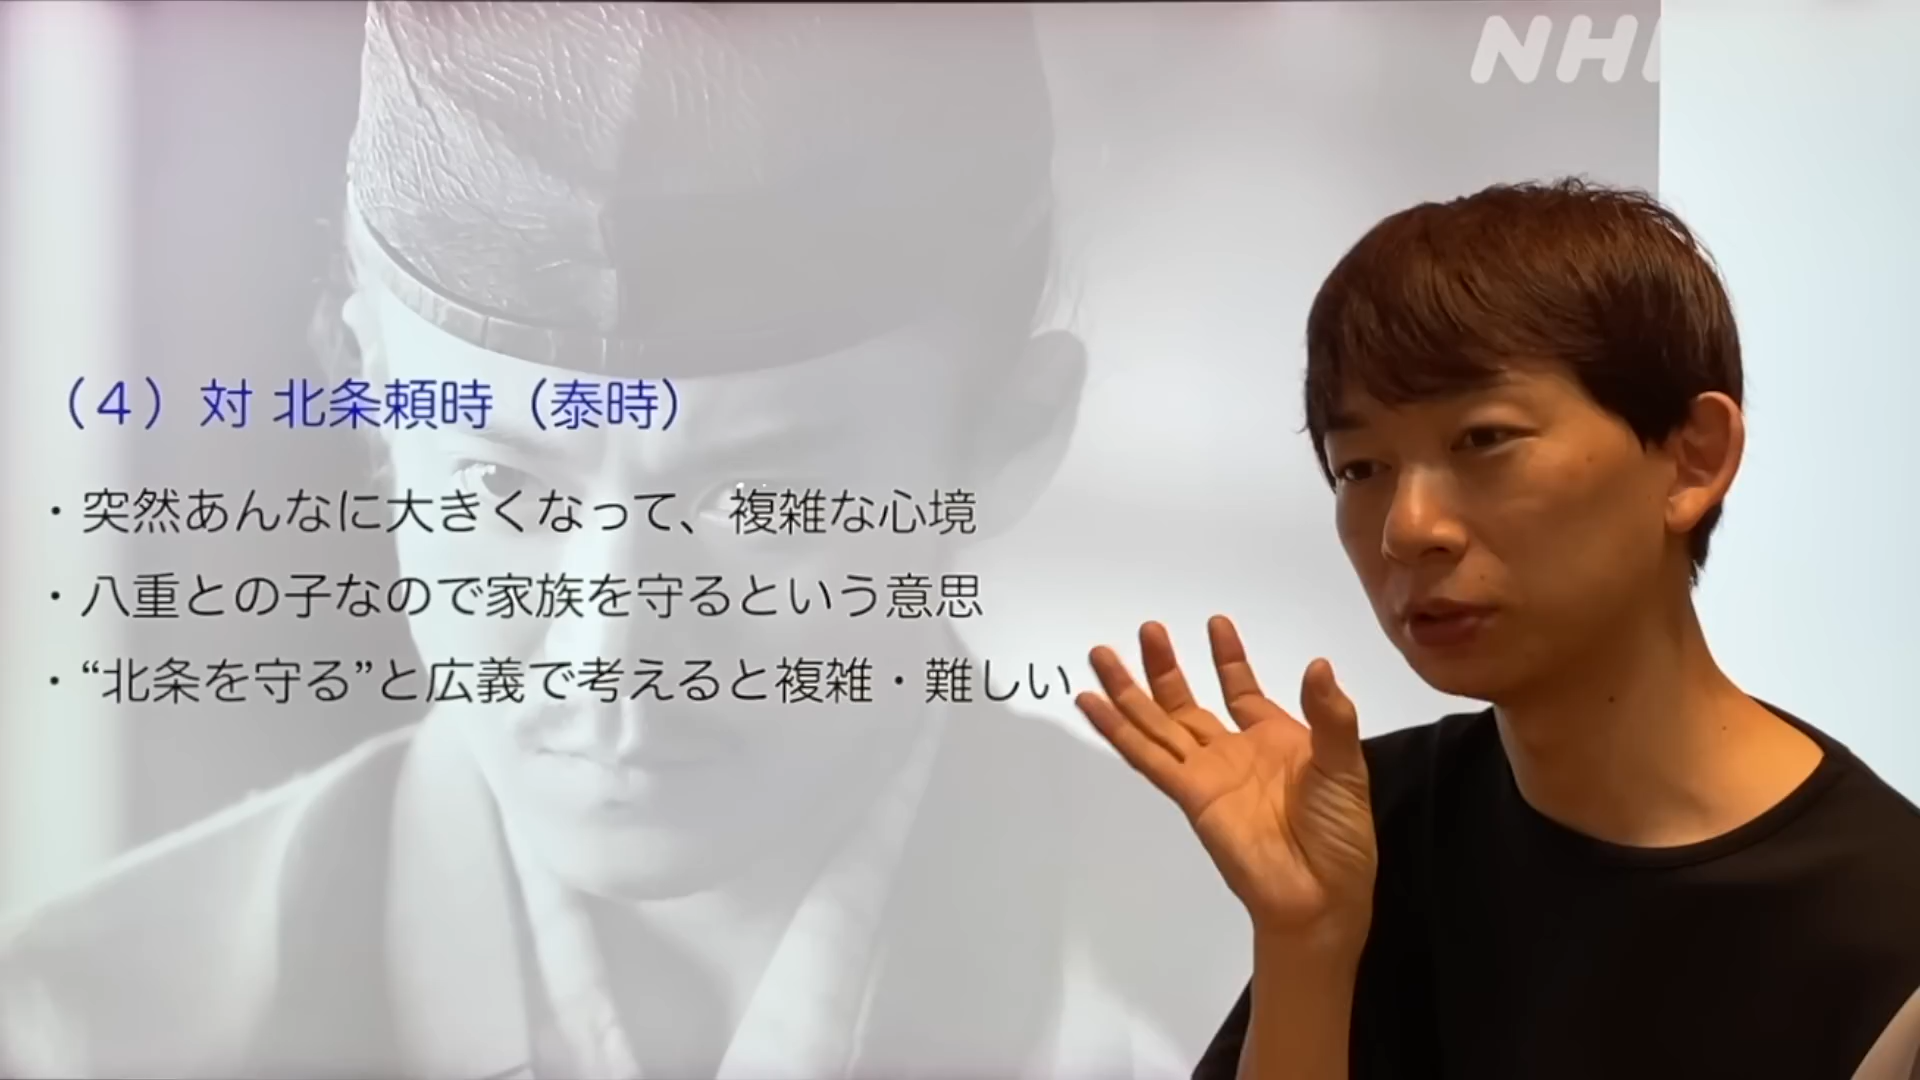 NH
（4）対 北条頼時（泰時）
・突然あんなに大きくなって、複雑な心境
・八重との子なので家族を守るという意思
・“北条を守る”と広義で考えると複雑・難しい